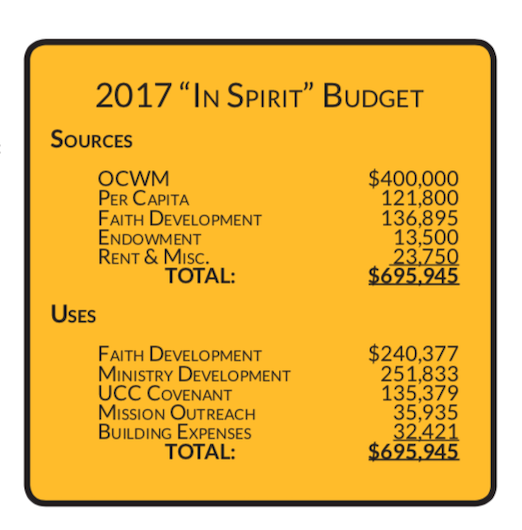 2017 “In Spirit” Budget
Sources
OCWM $400,000
Per Capita 121,800
Faith Development 136,895
Endowment 13,500
Rent & Misc. 23,750
TOTAL: $695,945
Uses
Faith Development $240,377
Ministry Development 251,833
UCC Covenant 135,379
Mission Outreach 35,935
Building Expenses 32,421
TOTAL: $695,945